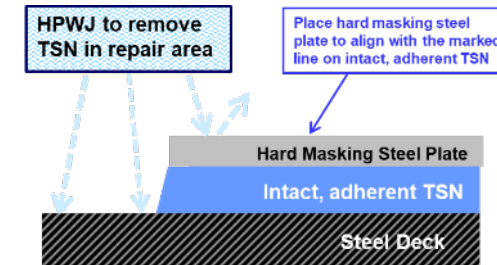 HPWJ to remove
TSN in repair area
Place hard masking steel
plate to align with the marked
line on intact, adherent TSN
Hard Masking Steel Plate
Intact, adherent TSN
Steel Deck